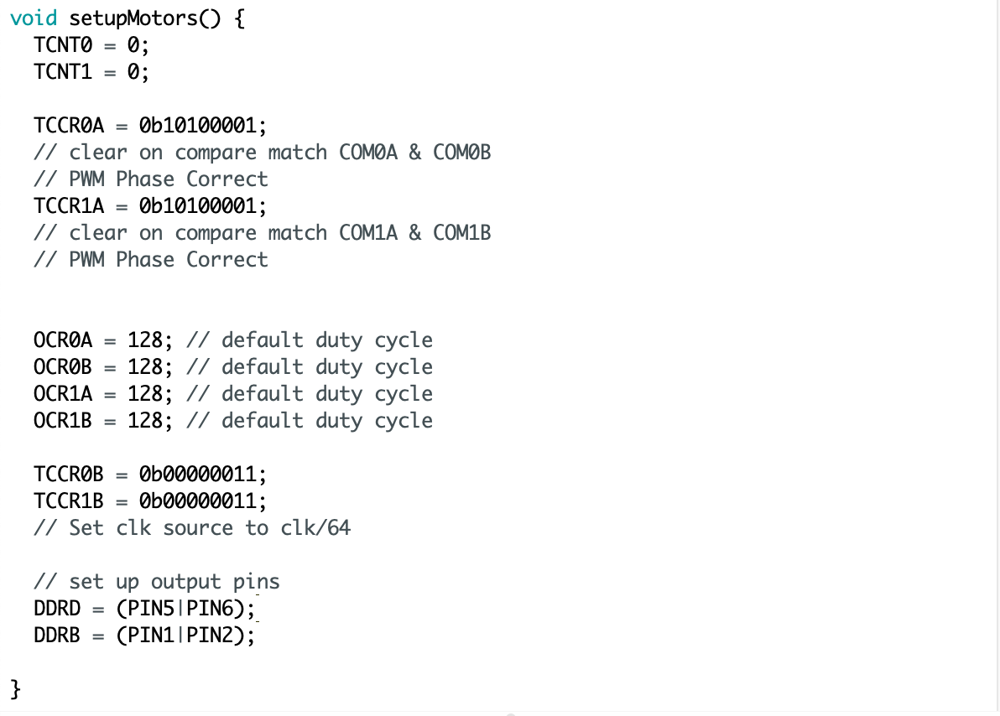 void setupMotors() {
  TCNT0 = 0;
  TCNT1 = 0;

  TCCR0A = 0b10100001;
  // clear on compare match COM0A & COM0B
  // PWM Phase Correct
  TCCR1A = 0b10100001;
  // clear on compare match COM1A & COM1B
  // PWM Phase Correct


  OCR0A = 128; // default duty cycle
  OCR0B = 128; // default duty cycle
  OCR1A = 128; // default duty cycle
  OCR1B = 128; // default duty cycle

  TCCR0B = 0b00000011;
  TCCR1B = 0b00000011;
  // Set clk source to clk/64

  // set up output pins
  DDRD = (PIN5|PIN6);
  DDRB = (PIN1|PIN2);

}